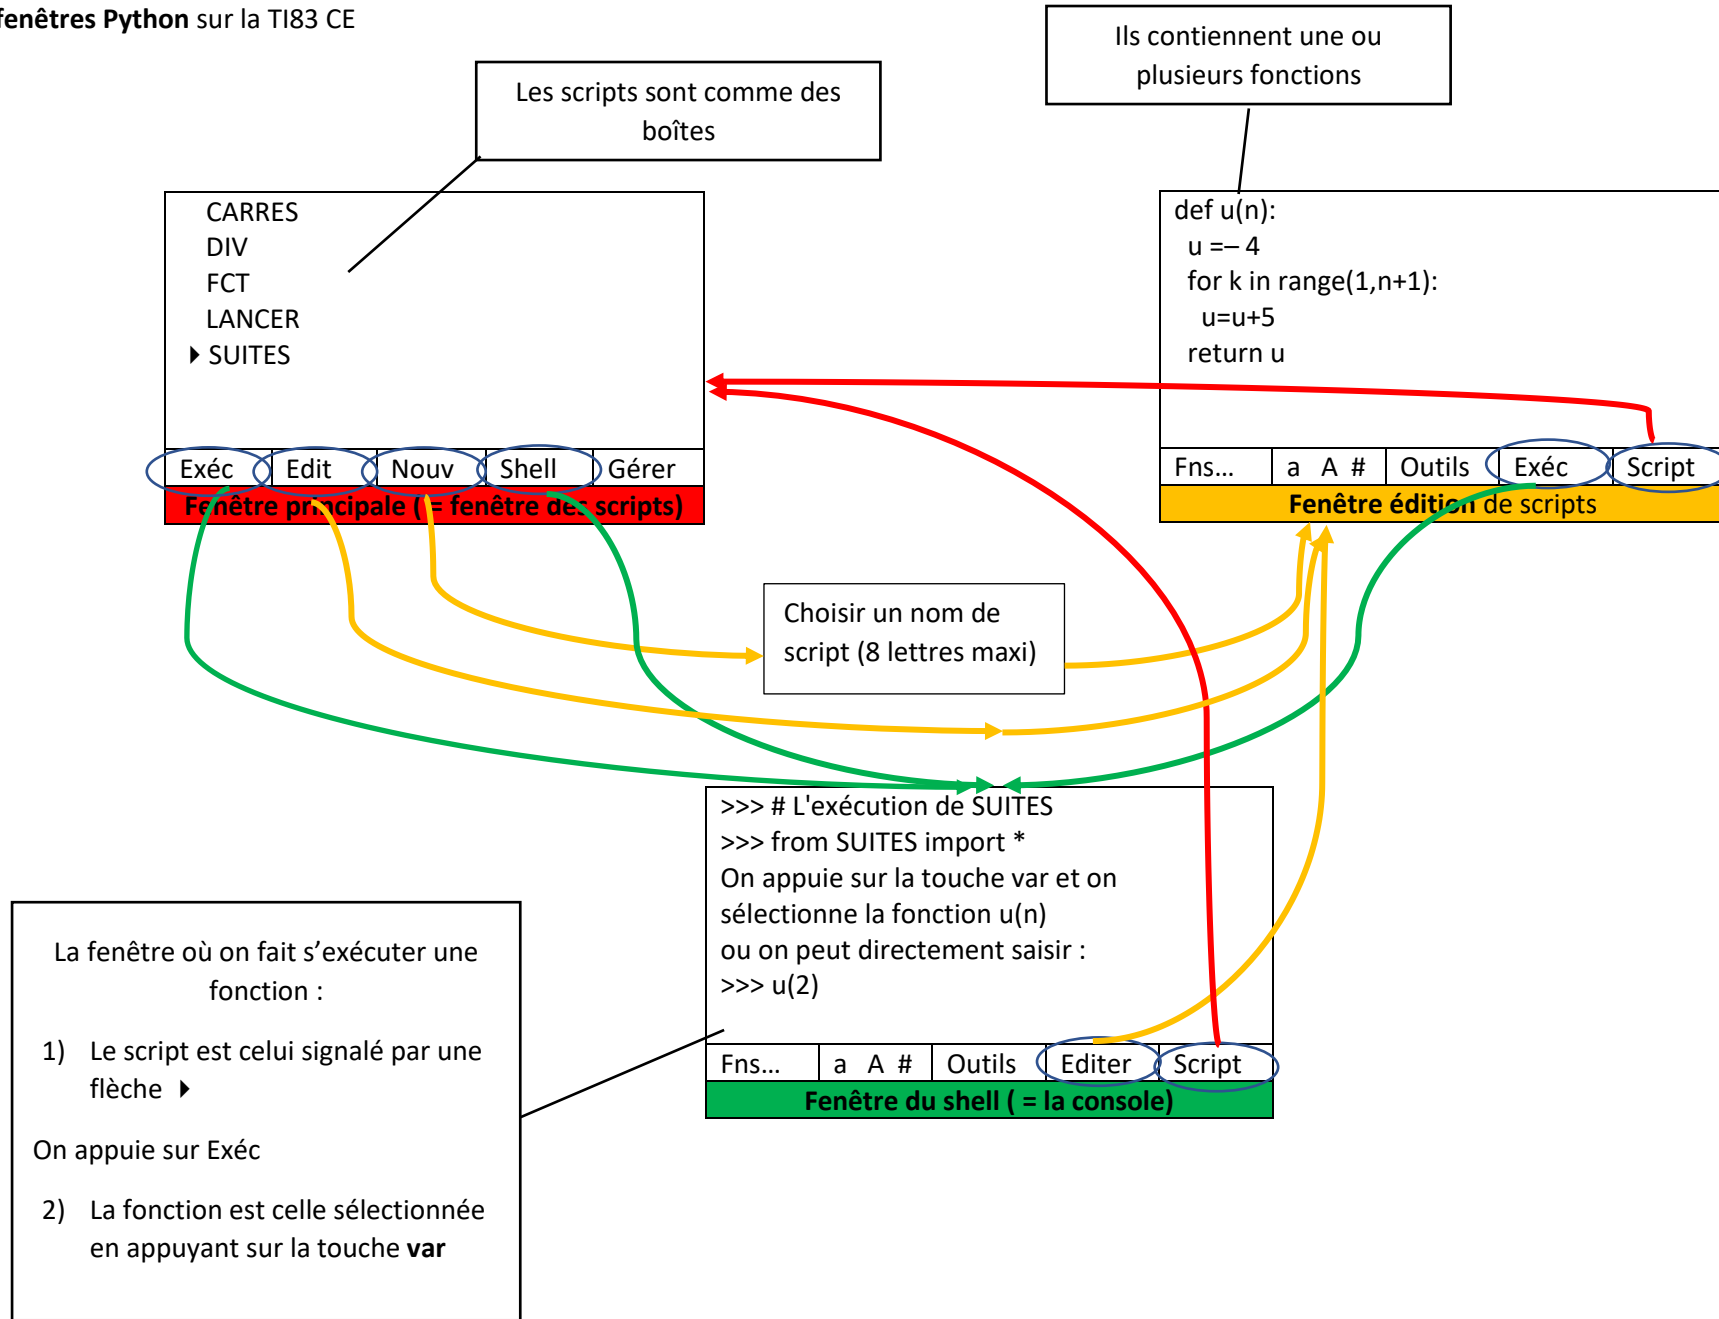 fenêtres Python sur la TI83 CE
Ils contiennent une ou
plusieurs fonctions
Les scripts sont comme des
boîtes
CARRES
DIV
FCT
LANCER
SUITES
Exéc Edit Nouv Shell Gérer
Fenêtre principale ( = fenêtre des scripts)
def u(n):
u =– 4
for k in range(1,n+1):
u=u+5
return u
Fns... a A # Outils Exéc Script
Fenêtre édition de scripts
Choisir un nom de
script (8 lettres maxi)
>>> # L'exécution de SUITES
>>> from SUITES import *
On appuie sur la touche var et on
sélectionne la fonction u(n)
ou on peut directement saisir :
>>> u(2)
Fns... a A # Outils Editer Script
Fenêtre du shell ( = la console)
La fenêtre où on fait s’exécuter une
fonction :
1) Le script est celui signalé par une
flèche
On appuie sur Exéc
2) La fonction est celle sélectionnée
en appuyant sur la touche var